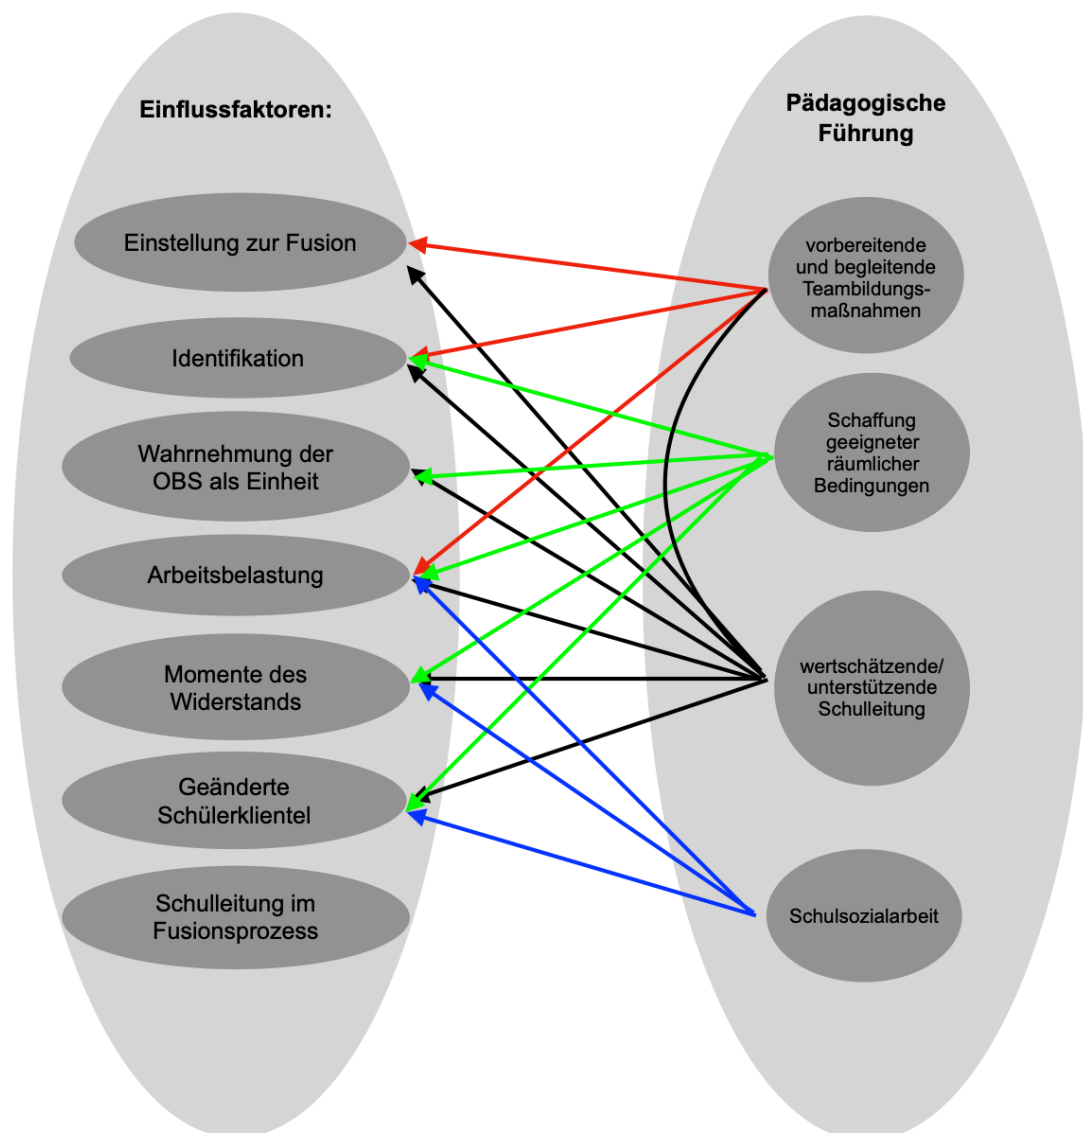 Einflussfaktoren:
Einstellung zur Fusion
Identifikation
Wahrnehmung der
OBS als Einheit
Arbeitsbelastung
Momente des
Widerstands
Geänderte
Schülerklientel
Schulleitung im
Fusionsprozess
Pädagogische
Führung
vorbereitende
und begleitende
Teambildungs-
maßnahmen
Schaffung
geeigneter
räumlicher
Bedingungen
wertschätzende/
unterstützende
Schulleitung
Schulsozialarbeit